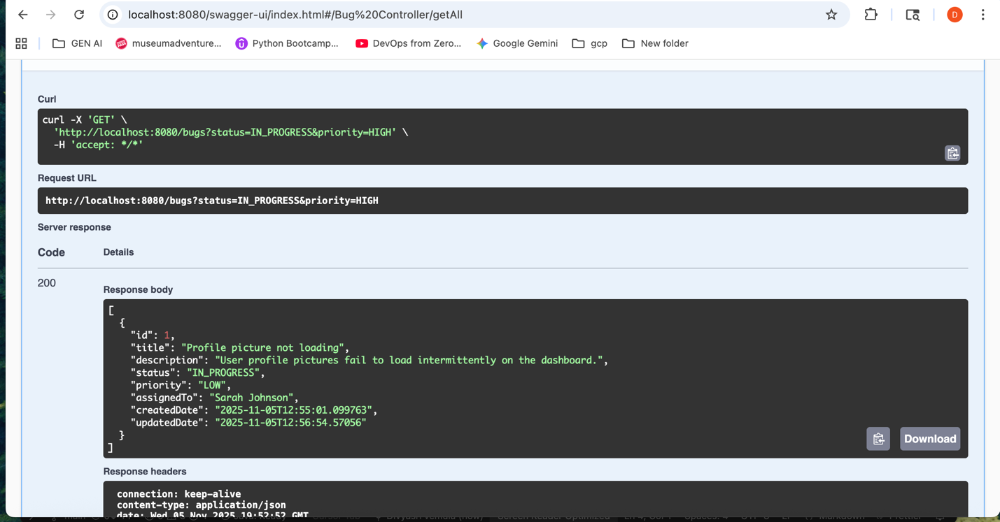 localhost:8080/swagger-ui/index.html#/Bug%20Controller/getAll
D
GEN AI museumadventure... Python Bootcamp... DevOps from Zero... Google Gemini gcp New folder
Curl
curl -X 'GET' \
'http://localhost:8080/bugs?status=IN_PROGRESS&priority=HIGH' \
-H 'accept: */*'
Request URL
http://localhost:8080/bugs?status=IN_PROGRESS&priority=HIGH
Server response
Code Details
200
Response body
[
{
"id": 1,
"title": "Profile picture not loading",
"description": "User profile pictures fail to load intermittently on the dashboard.",
"status": "IN_PROGRESS",
"priority": "LOW",
"assignedTo": "Sarah Johnson",
"createdDate": "2025-11-05T12:55:01.099763",
"updatedDate": "2025-11-05T12:56:54.57056"
}
]
Download
Response headers
connection: keep-alive
content-type: application/json
date: Wed,05 Nov 2025 19:52:52 GMT